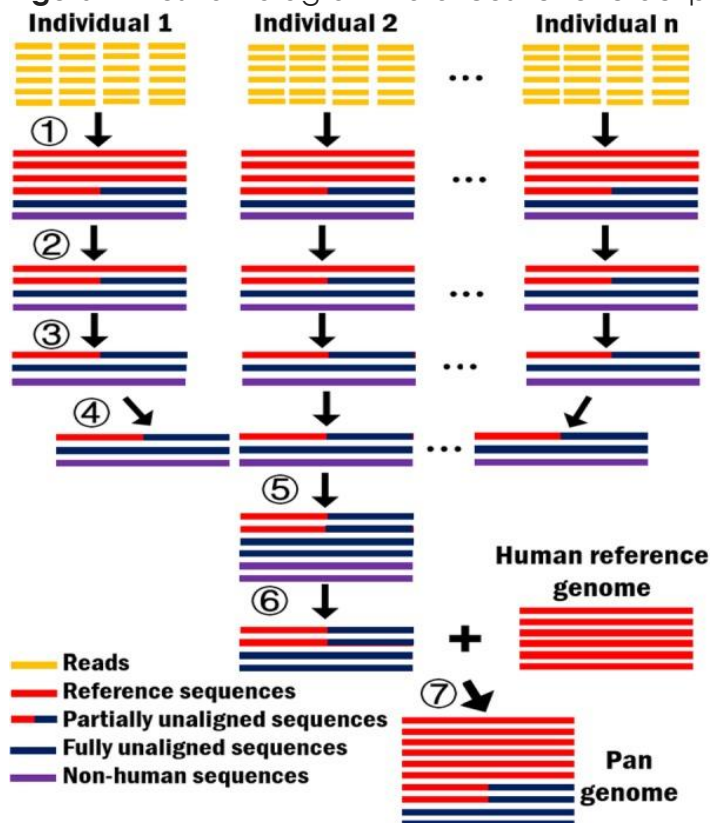 Individual 1 Individual 2 Individual n
...
①
...
②
...
③
...
④
...
⑤
Human reference
genome
⑥
+
Reads
Reference sequences
⑦
Partially unaligned sequences
Fully unaligned sequences
Pan
genome
Non-human sequences